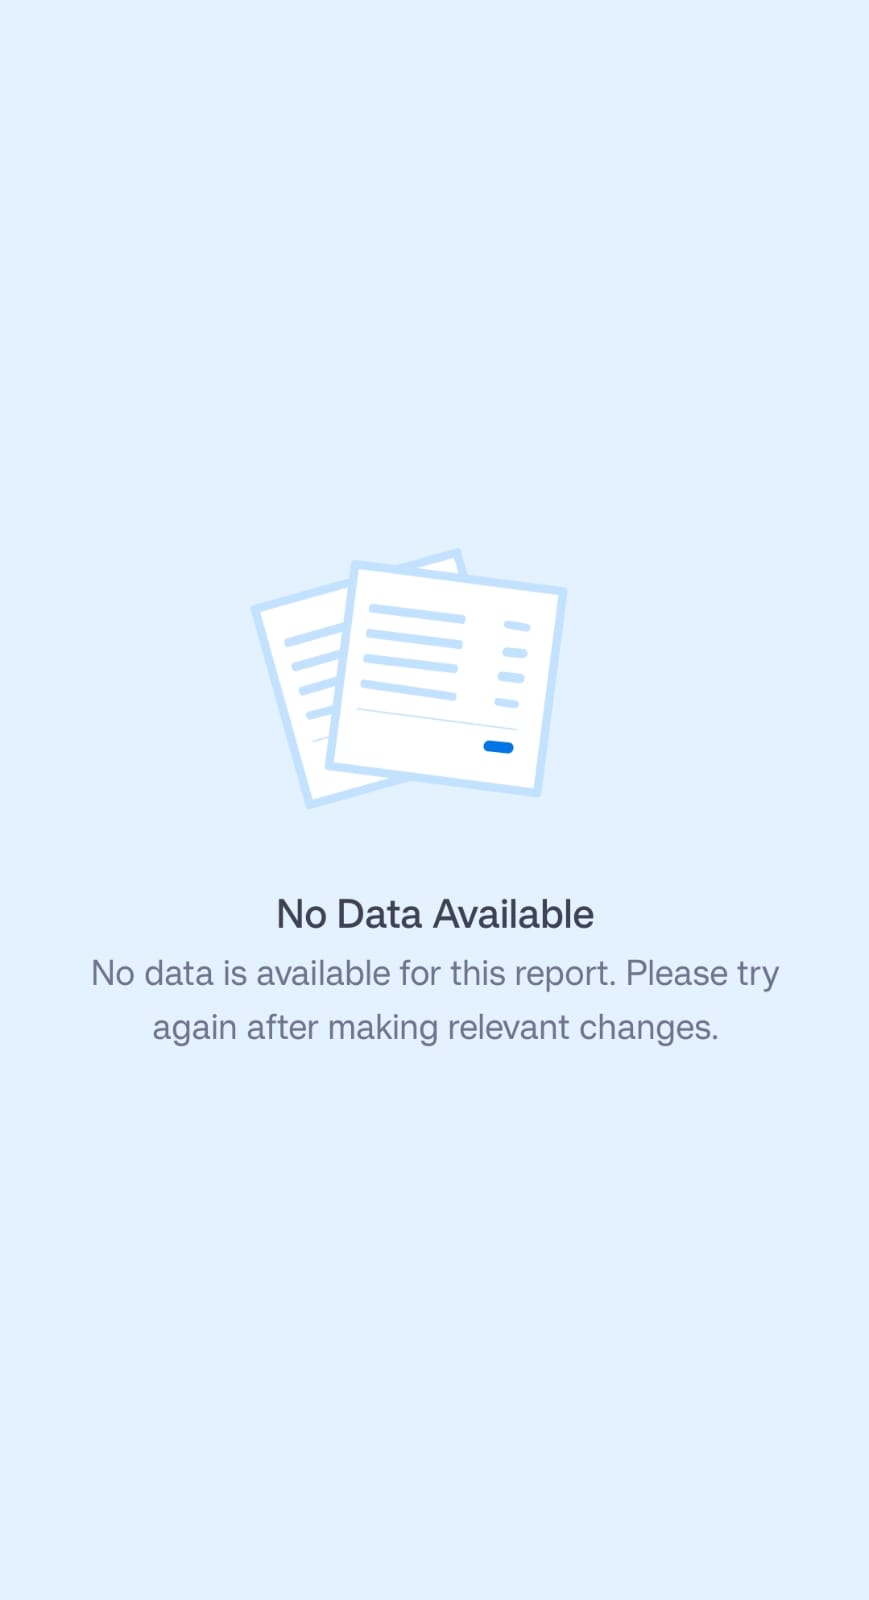 No Data Available
No data is available for this report. Please try
again after making relevant changes.